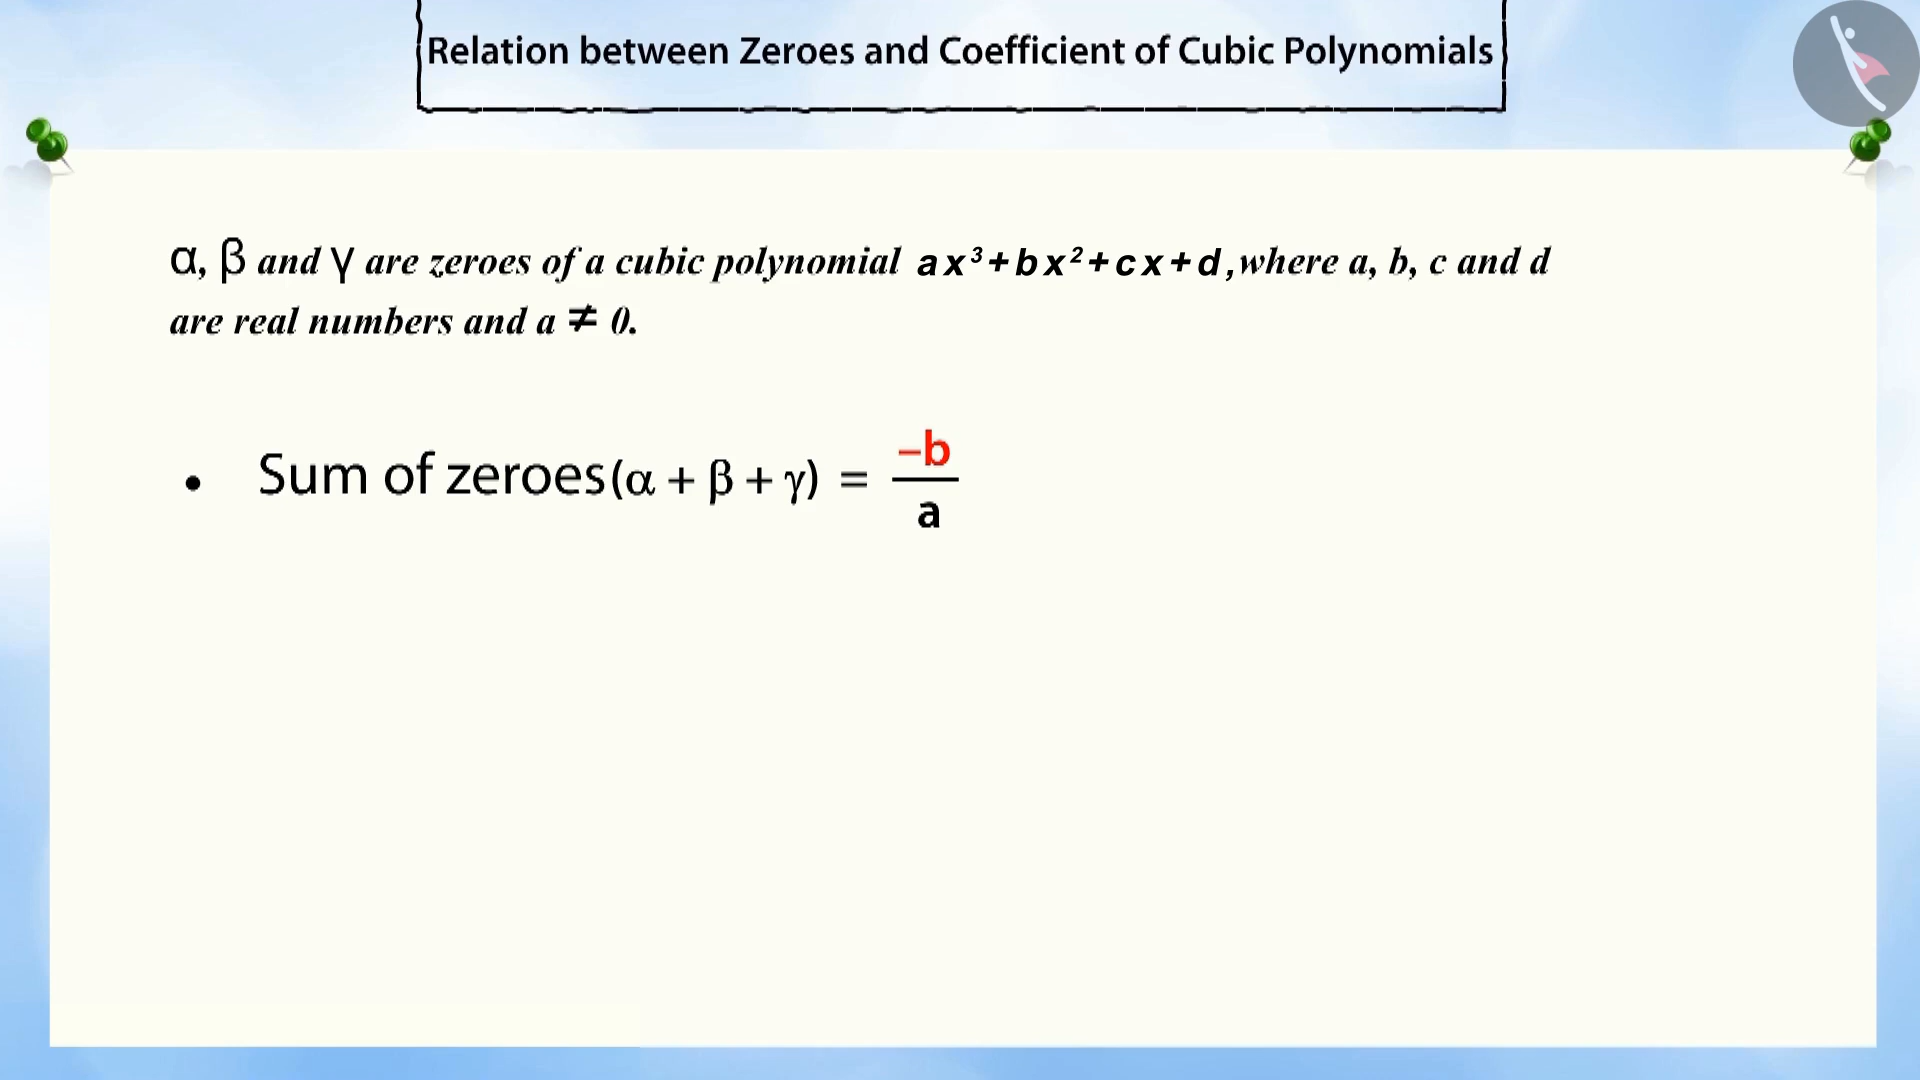 Relation between Zeroes and Coefficient of Cubic Polynomials
α, β and γ are zeroes of a cubic polynomial ax³+bx²+cx+d, where a, b, c and d
are real numbers and a ≠ 0.
• Sum of zeroes(α + β + γ) = –b/a